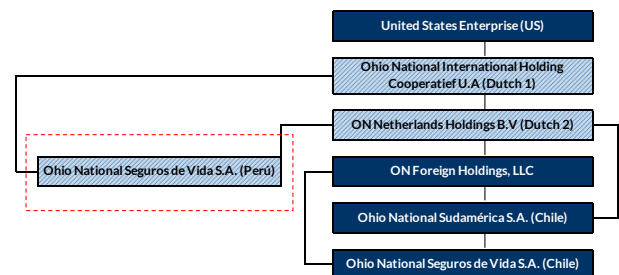 United States Enterprise (US)
Ohio National International Holding
Cooperatief U.A (Dutch 1)
ON Netherlands Holdings B.V (Dutch 2)
Ohio National Seguros de Vida S.A. (Perú)
ON Foreign Holdings, LLC
Ohio National Sudamérica S.A. (Chile)
Ohio National Seguros de Vida S.A. (Chile)